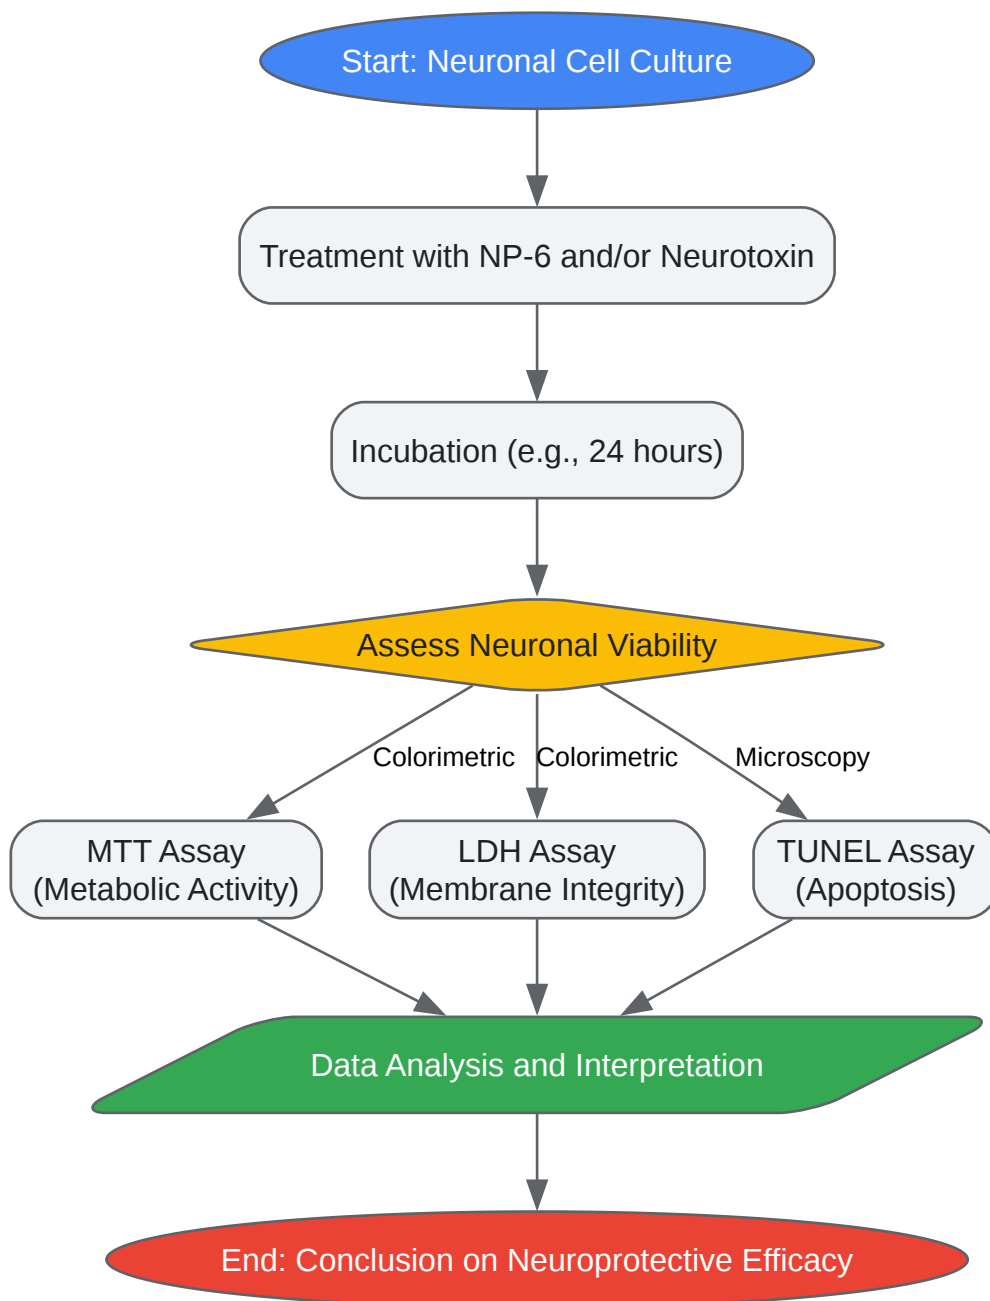 Start: Neuronal Cell Culture
Treatment with NP-6 and/or Neurotoxin
Incubation (e.g., 24 hours)
Assess Neuronal Viability
Colorimetric
Colorimetric
Microscopy
MTT Assay
(Metabolic Activity)
LDH Assay
(Membrane Integrity)
TUNEL Assay
(Apoptosis)
Data Analysis and Interpretation
End: Conclusion on Neuroprotective Efficacy